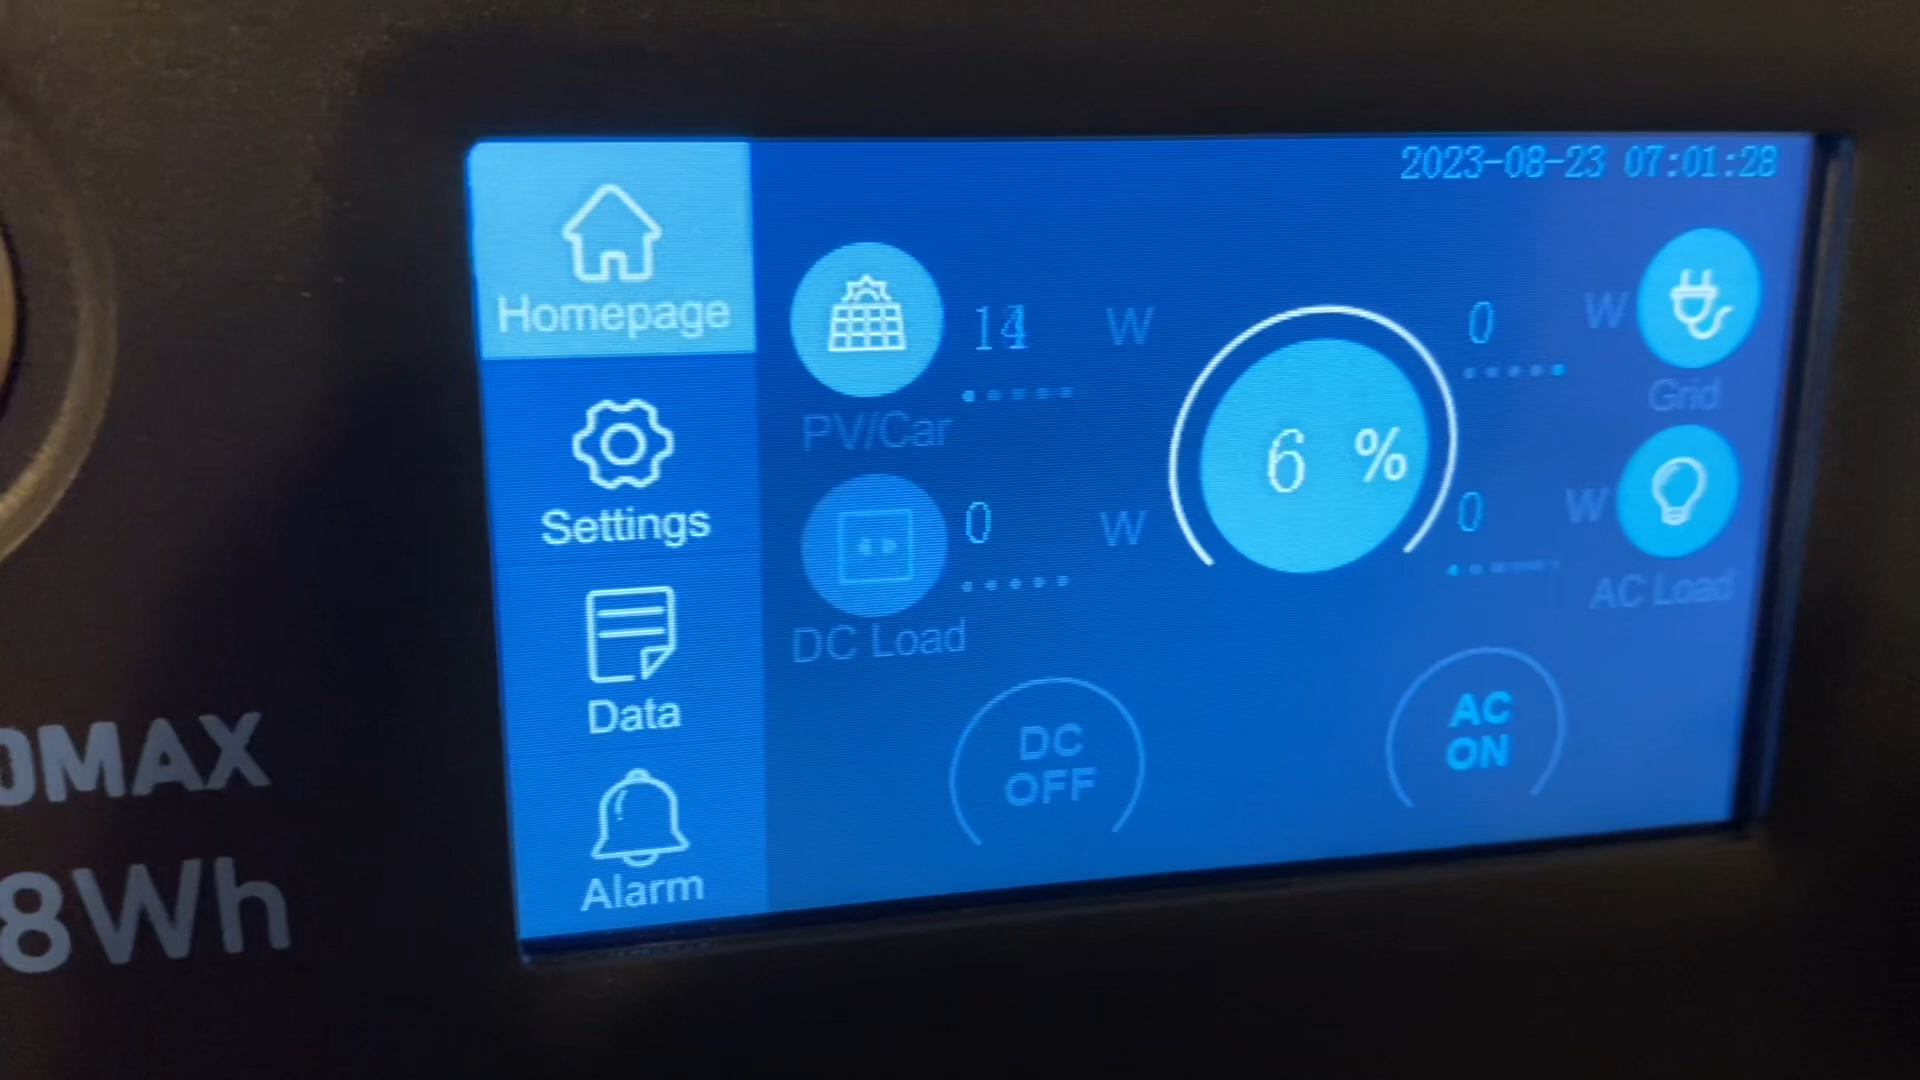 2023-08-23 07:01:28
Homepage
Settings
Data
Alarm
W
PV/Car
0 W
DC Load
6 %
0 W
Grid
0 W
AC Load
DC
OFF
AC
ON
0MAX
8Wh